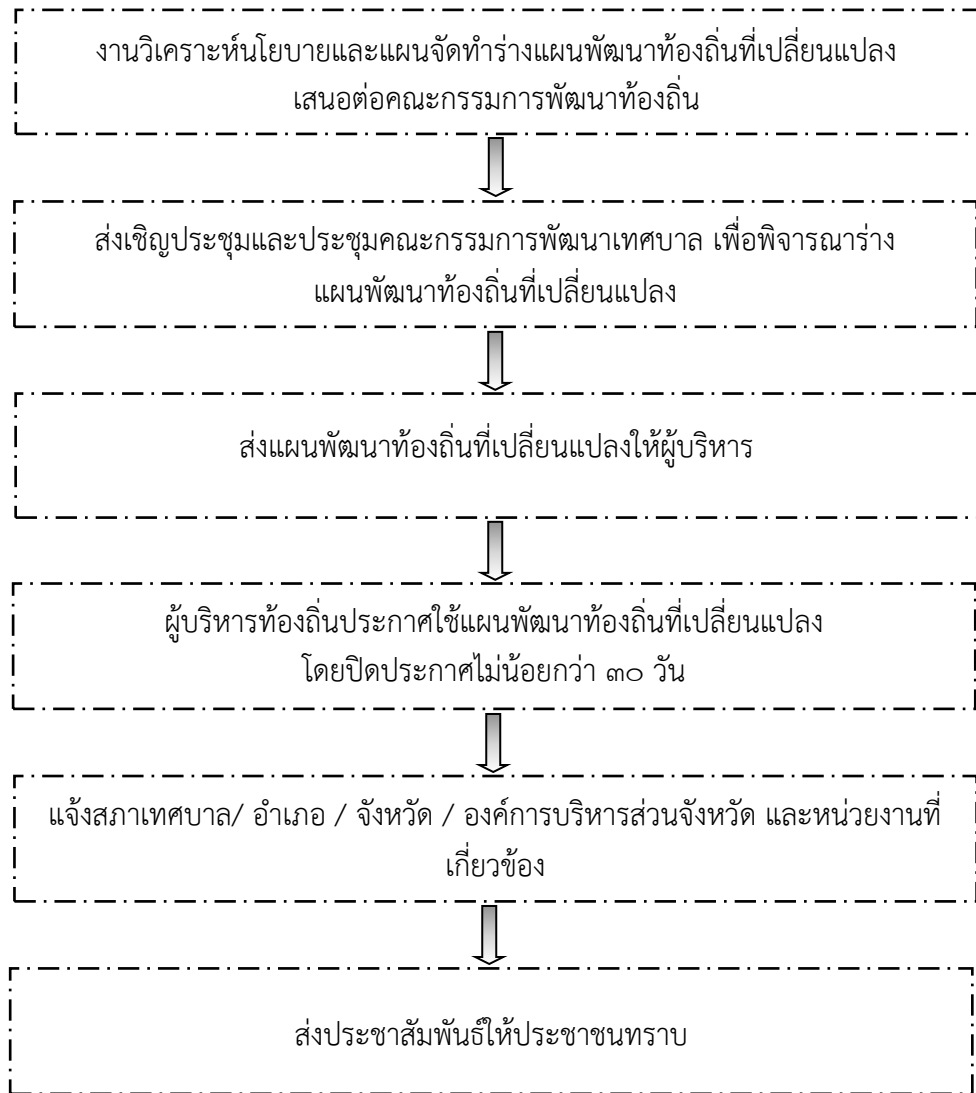 งานวิเคราะห์นโยบายและแผนจัดทำร่างแผนพัฒนาท้องถิ่นที่เปลี่ยนแปลง
เสนอต่อคณะกรรมการพัฒนาท้องถิ่น
ส่งเชิญประชุมและประชุมคณะกรรมการพัฒนาเทศบาล เพื่อพิจารณาร่าง
แผนพัฒนาท้องถิ่นที่เปลี่ยนแปลง
ส่งแผนพัฒนาท้องถิ่นที่เปลี่ยนแปลงให้ผู้บริหาร
ผู้บริหารท้องถิ่นประกาศใช้แผนพัฒนาท้องถิ่นที่เปลี่ยนแปลง
โดยปิดประกาศไม่น้อยกว่า ๓๐ วัน
แจ้งสภาเทศบาล/ อำเภอ / จังหวัด / องค์การบริหารส่วนจังหวัด และหน่วยงานที่
เกี่ยวข้อง
ส่งประชาสัมพันธ์ให้ประชาชนทราบ